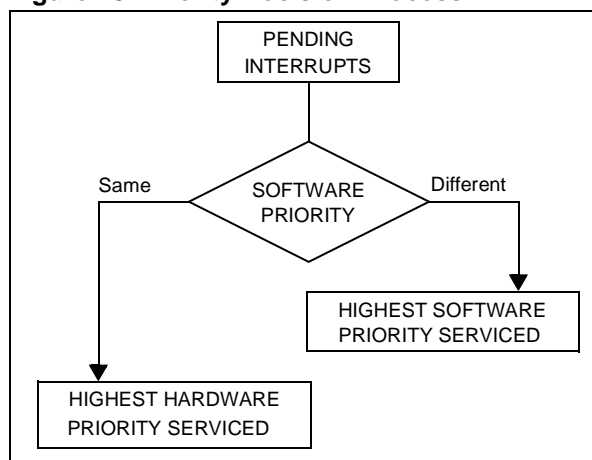 PENDING
INTERRUPTS
Same
SOFTWARE
PRIORITY
Different
HIGHEST SOFTWARE
PRIORITY SERVICED
HIGHEST HARDWARE
PRIORITY SERVICED